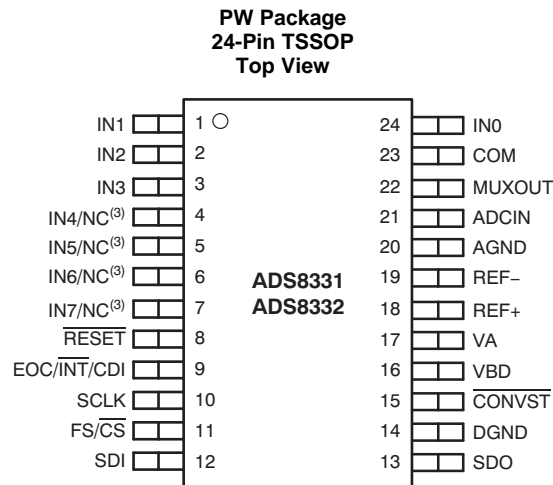 PW Package
24-Pin TSSOP
Top View
IN1 1 24 IN0
IN2 2 23 COM
IN3 3 22 MUXOUT
IN4/NC(3) 4 21 ADCIN
IN5/NC(3) 5 20 AGND
IN6/NC(3) 6 19 REF−
ADS8331
IN7/NC(3) 7 18 REF+
ADS8332
RESET 8 17 VA
EOC/INT/CDI 9 16 VBD
SCLK 10 15 CONVST
FS/CS 11 14 DGND
SDI 12 13 SDO